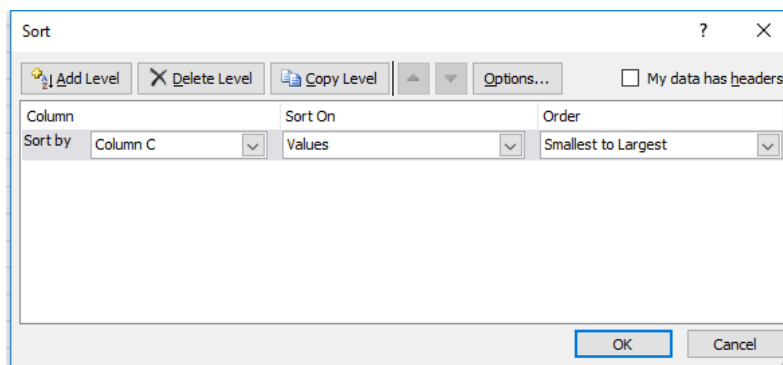 Sort ?
Add Level Delete Level Copy Level Options... My data has headers
Column Sort On Order
Sort by Column C Values Smallest to Largest
OK Cancel